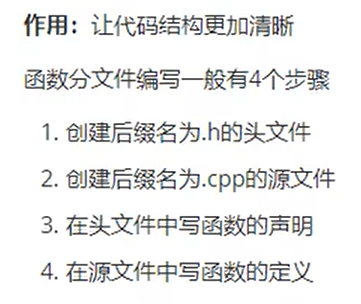 作用：让代码结构更加清晰
函数分文件编写一般有4个步骤
1. 创建后缀名为.h的头文件
2. 创建后缀名为.cpp的源文件
3. 在头文件中写函数的声明
4. 在源文件中写函数的定义